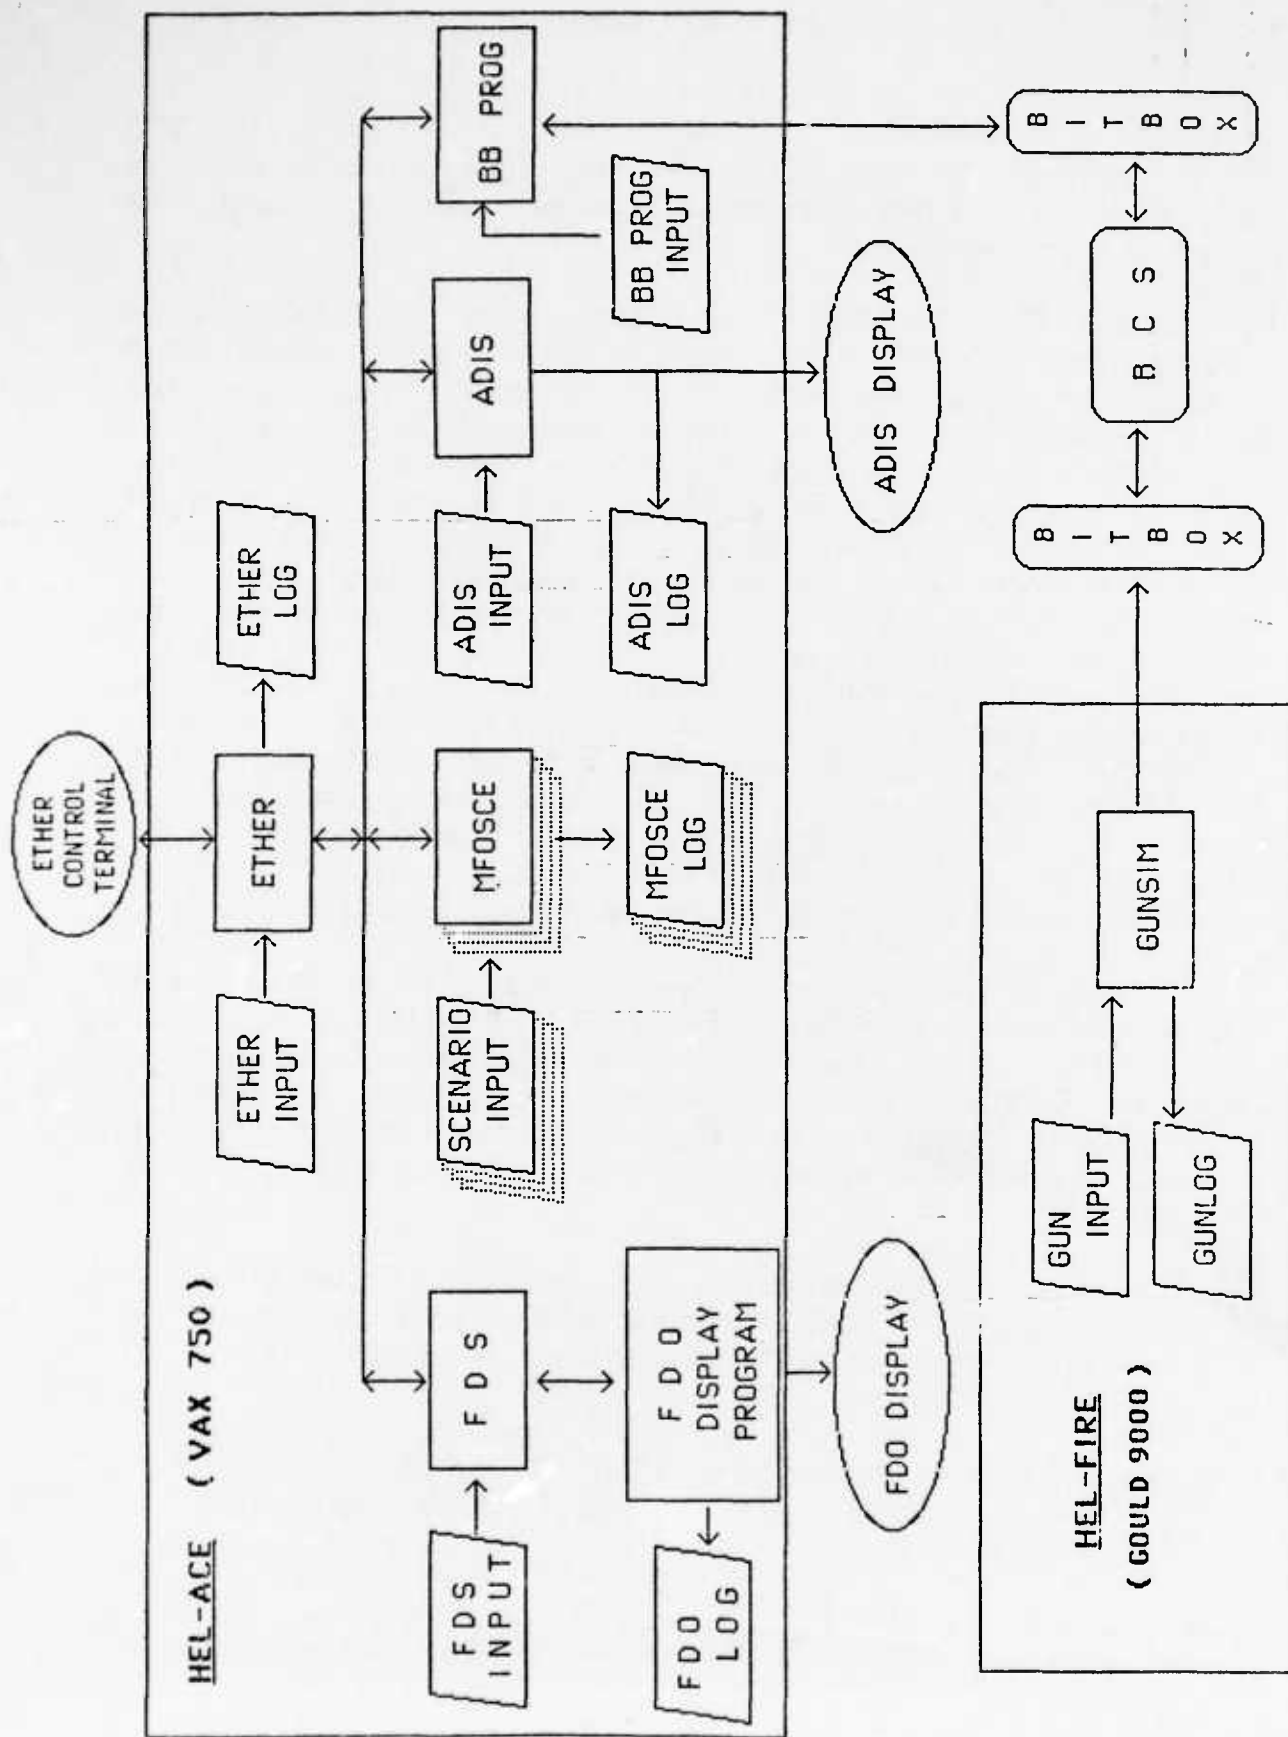 ETHER
CONTROL
TERMINAL
HEL-ACE (VAX 750)
ETHER
INPUT
ETHER
ETHER
LOG
FDS
INPUT
F D S
SCENARIO
INPUT
MFOSCE
ADIS
INPUT
ADIS
BB PROG
FDO
LOG
F D O
DISPLAY
PROGRAM
MFOSCE
LOG
ADIS
LOG
BB PROG
INPUT
FDO DISPLAY
ADIS DISPLAY
HEL-FIRE
(GOULD 9000)
GUN
INPUT
GUNLOG
GUNSIM
B
I
T
B
O
X
B C S
B
I
T
B
O
X